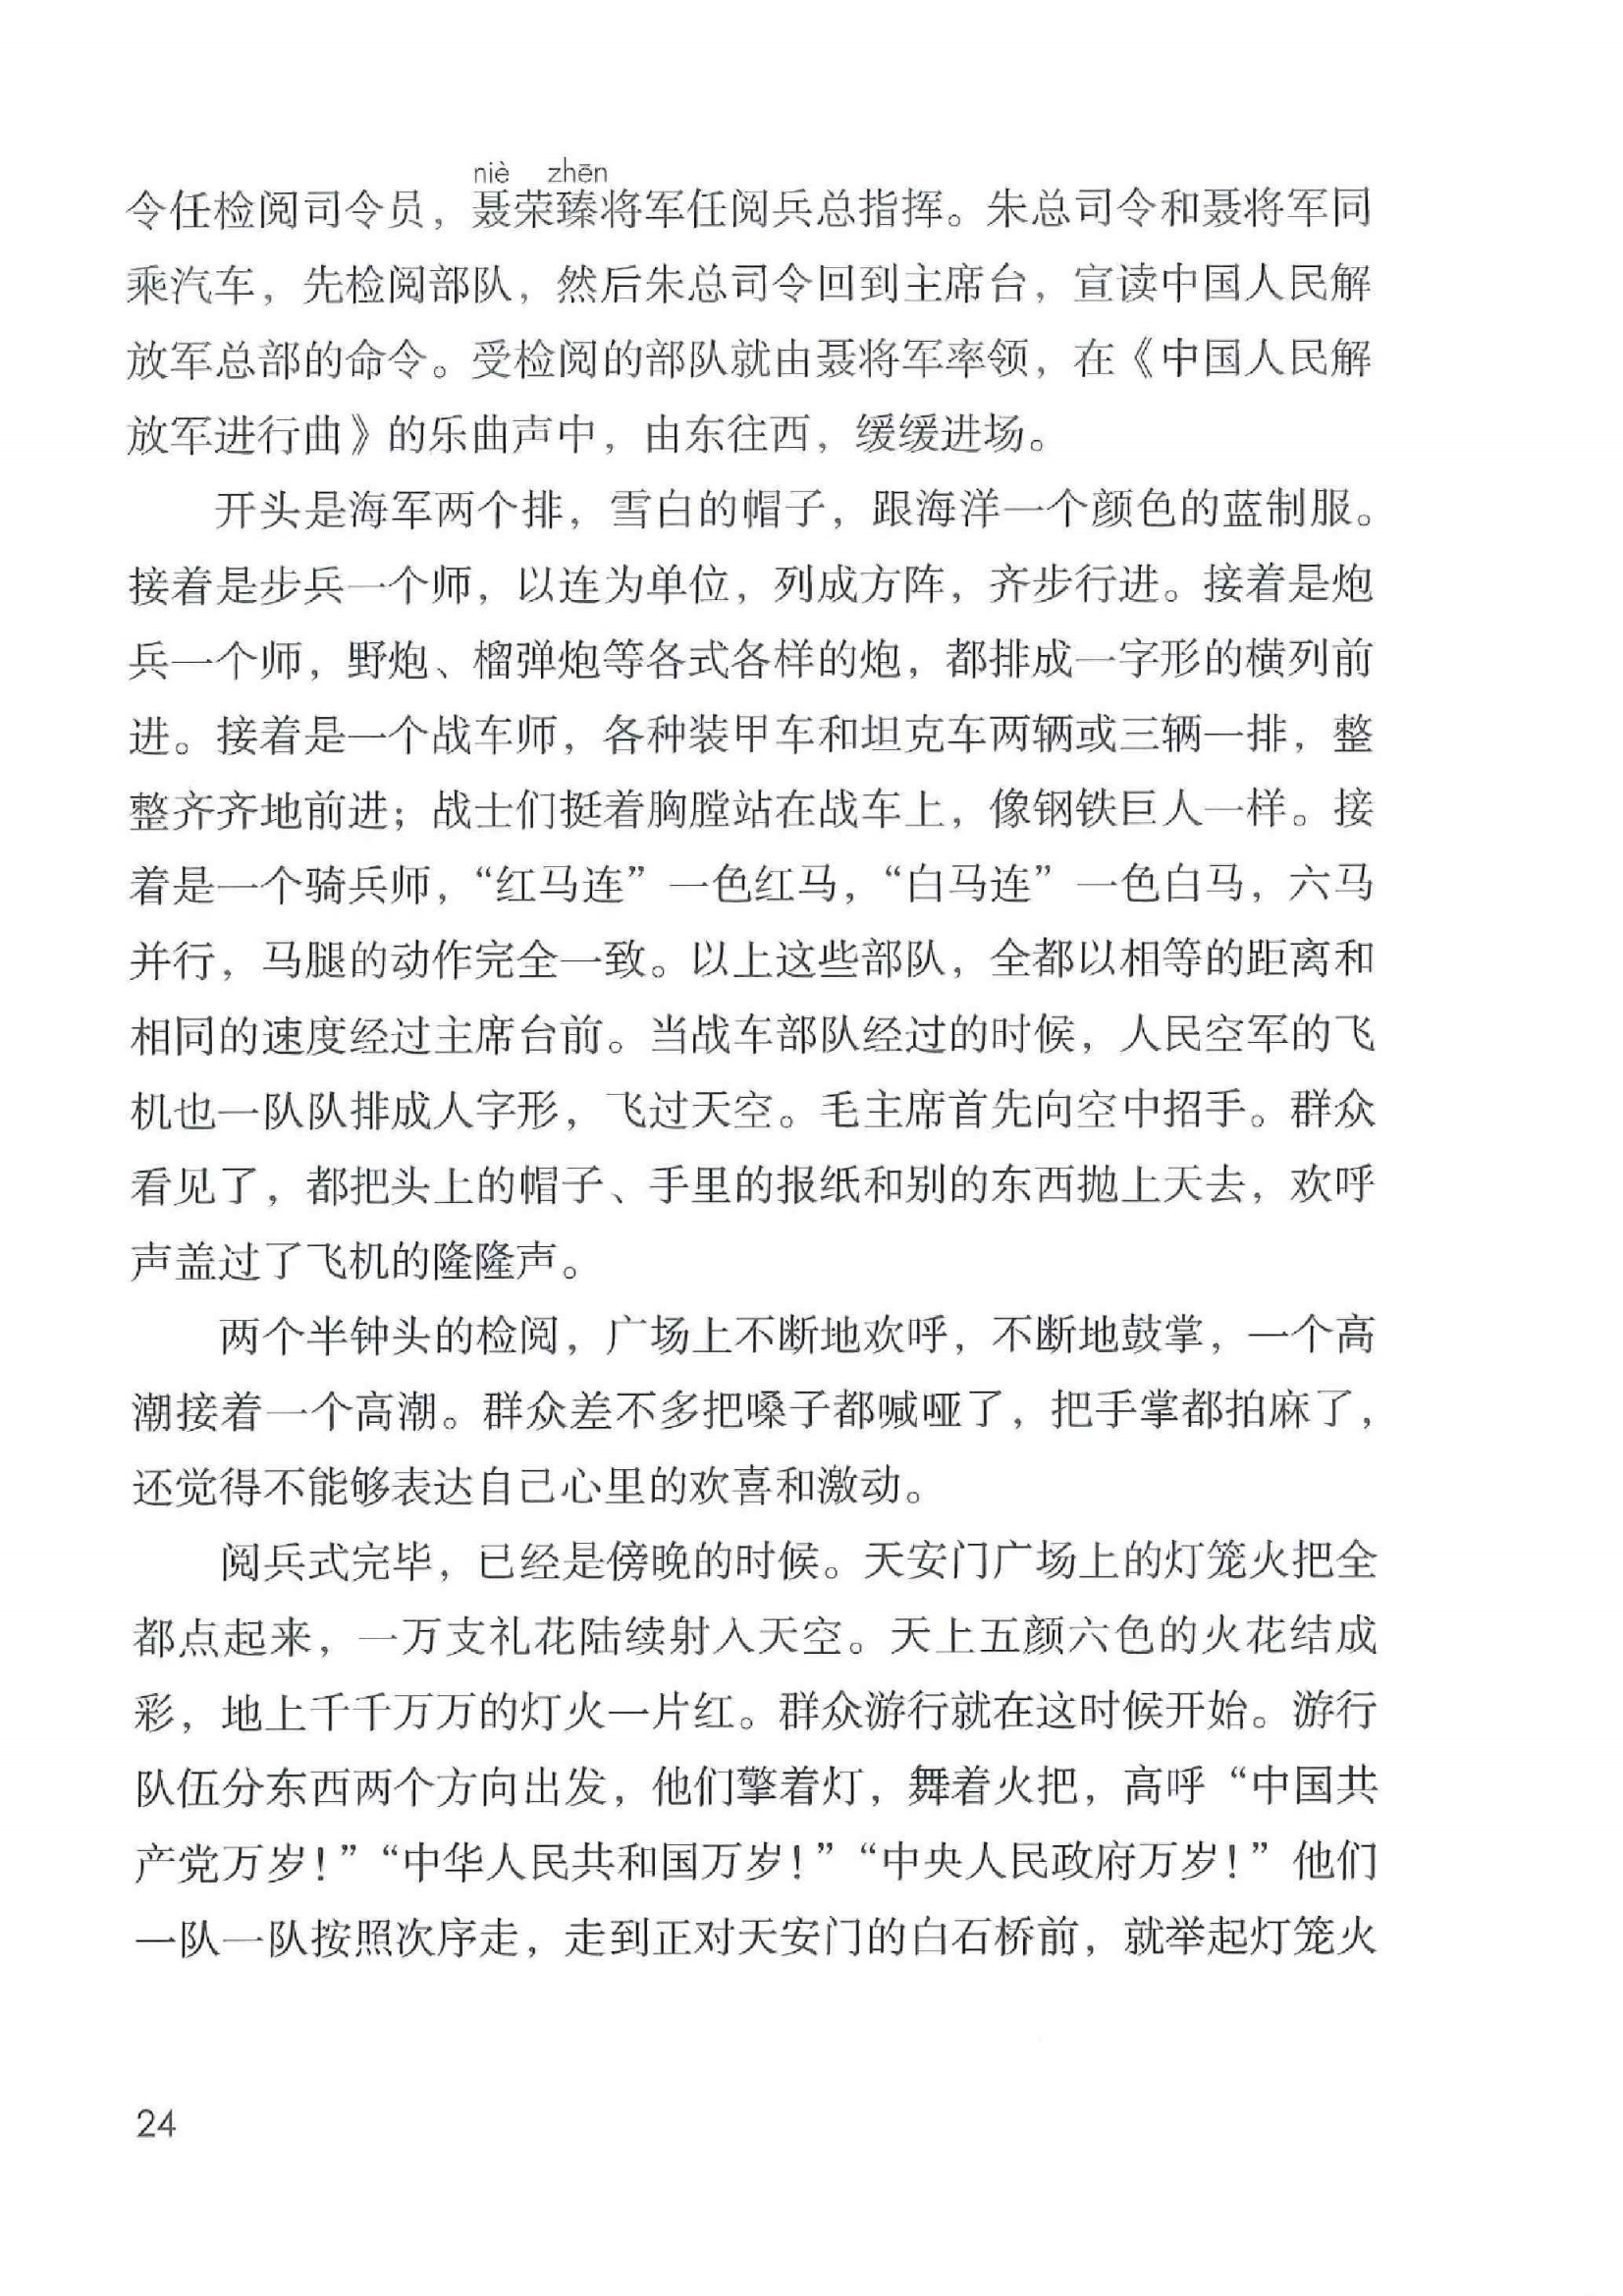 niè zhēn
令任检阅司令员，聂荣臻将军任阅兵总指挥。朱总司令和聂将军同
乘汽车，先检阅部队，然后朱总司令回到主席台，宣读中国人民解
放军总部的命令。受检阅的部队就由聂将军率领，在《中国人民解
放军进行曲》的乐曲声中，由东往西，缓缓进场。
开头是海军两个排，雪白的帽子，跟海洋一个颜色的蓝制服。
接着是步兵一个师，以连为单位，列成方阵，齐步行进。接着是炮
兵一个师，野炮、榴弹炮等各式各样的炮，都排成一字形的横列前
进。接着是一个战车师，各种装甲车和坦克车两辆或三辆一排，整
整齐齐地前进；战士们挺着胸膛站在战车上，像钢铁巨人一样。接
着是一个骑兵师，“红马连”一色红马，“白马连”一色白马，六马
并行，马腿的动作完全一致。以上这些部队，全都以相等的距离和
相同的速度经过主席台前。当战车部队经过的时候，人民空军的飞
机也一队队排成人字形，飞过天空。毛主席首先向空中招手。群众
看见了，都把头上的帽子、手里的报纸和别的东西抛上天去，欢呼
声盖过了飞机的隆隆声。
两个半钟头的检阅，广场上不断地欢呼，不断地鼓掌，一个高
潮接着一个高潮。群众差不多把嗓子都喊哑了，把手掌都拍麻了，
还觉得不能够表达自己心里的欢喜和激动。
阅兵式完毕，已经是傍晚的时候。天安门广场上的灯笼火把全
都点起来，一万支礼花陆续射入天空。天上五颜六色的火花结成
彩，地上千千万万的灯火一片红。群众游行就在这时候开始。游行
队伍分东西两个方向出发，他们擎着灯，舞着火把，高呼“中国共
产党万岁！”“中华人民共和国万岁！”“中央人民政府万岁！”他们
一队一队按照次序走，走到正对天安门的白石桥前，就举起灯笼火
24